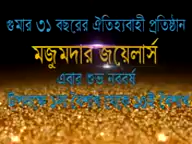 গুমার ৩১ বছরের ঐতিহ্যবাহী প্রতিষ্ঠান
মজুমদার জুয়েলার্স
এবার শুভ নববর্ষ